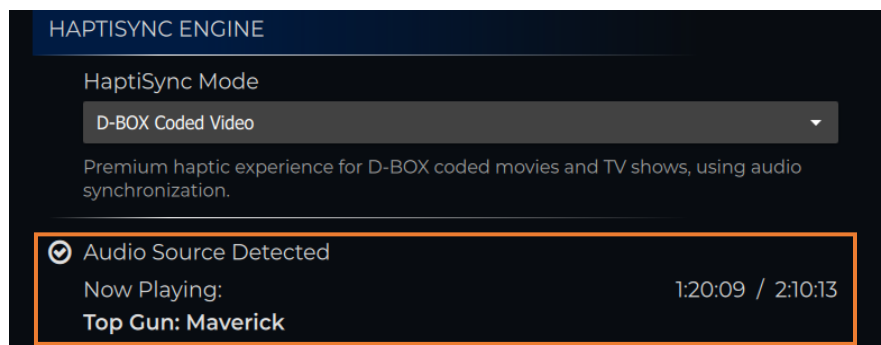 HAPTISYNC ENGINE
HaptiSync Mode
D-BOX Coded Video
Premium haptic experience for D-BOX coded movies and TV shows, using audio
synchronization.
Audio Source Detected
Now Playing: 1:20:09 / 2:10:13
Top Gun: Maverick